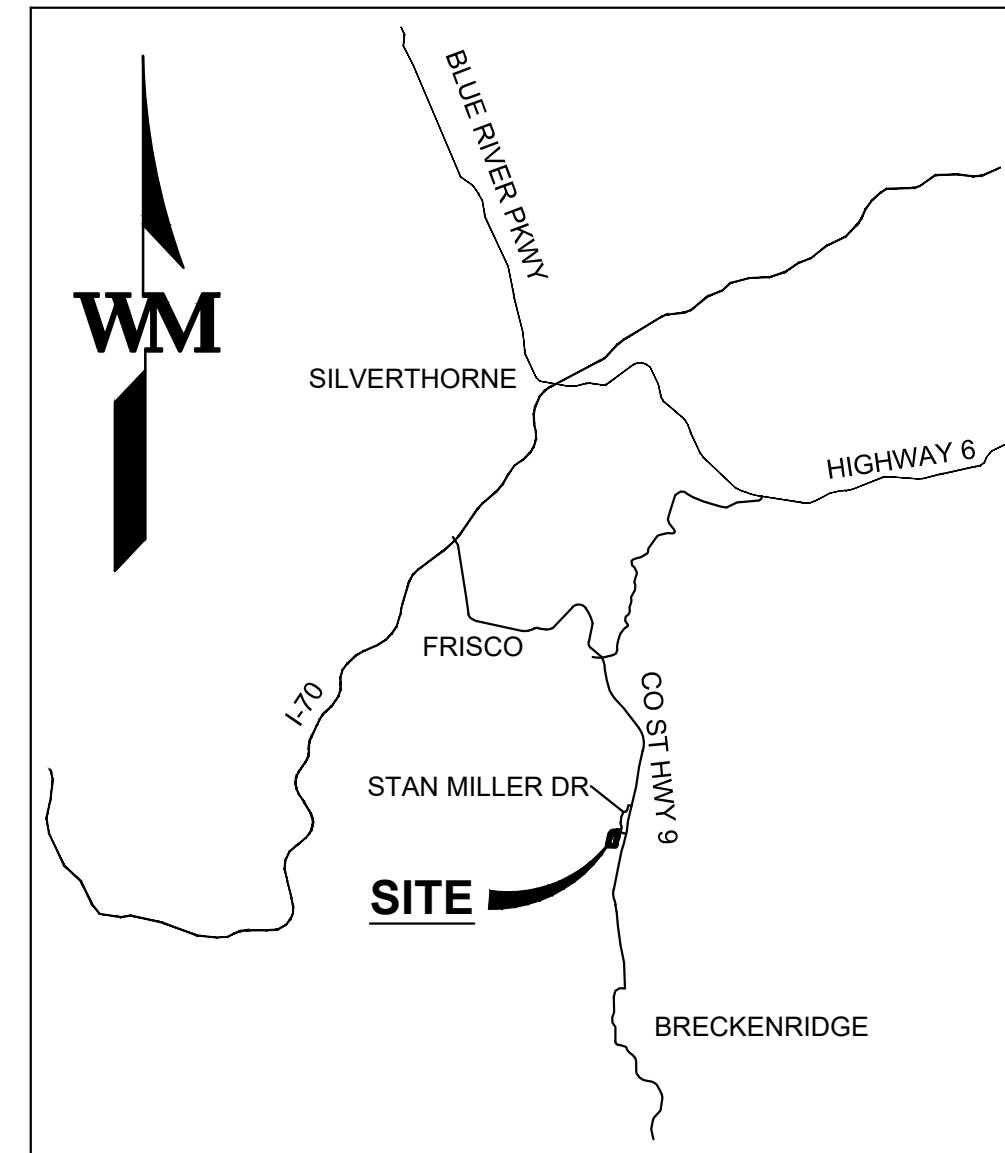 BLUE RIVER PKWY
WM
SILVERTHORNE
HIGHWAY 6
FRISCO
I-70
CO ST HWY 9
STAN MILLER DR
SITE
BRECKENRIDGE